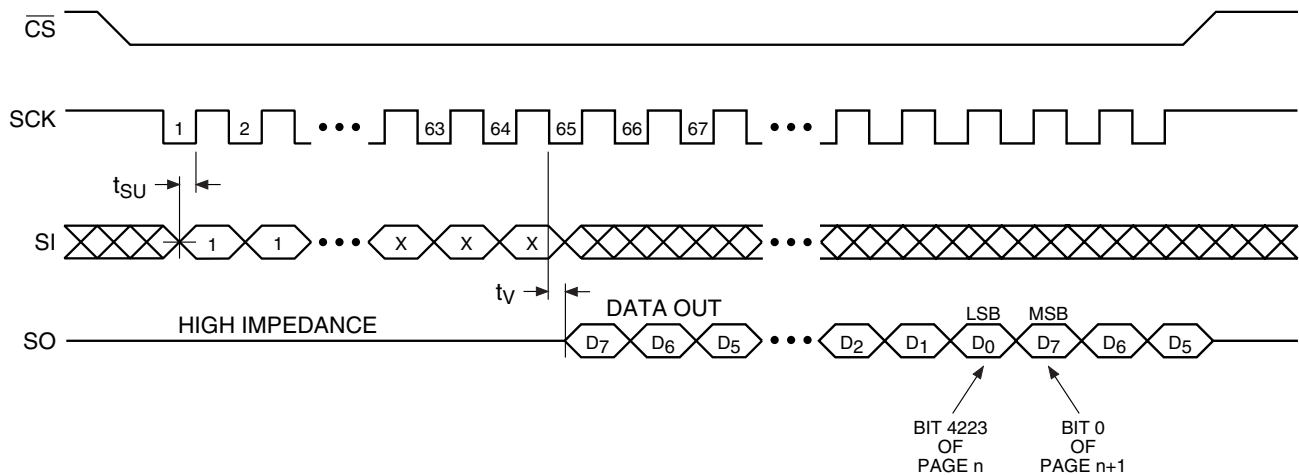 CS
SCK 1 2 ••• 63 64 65 66 67 •••
tSU
SI 1 1 ••• X X X •••
tV
HIGH IMPEDANCE DATA OUT LSB MSB
SO D7 D6 D5 ••• D2 D1 D0 D7 D6 D5
BIT 4223
OF
PAGE n
BIT 0
OF
PAGE n+1